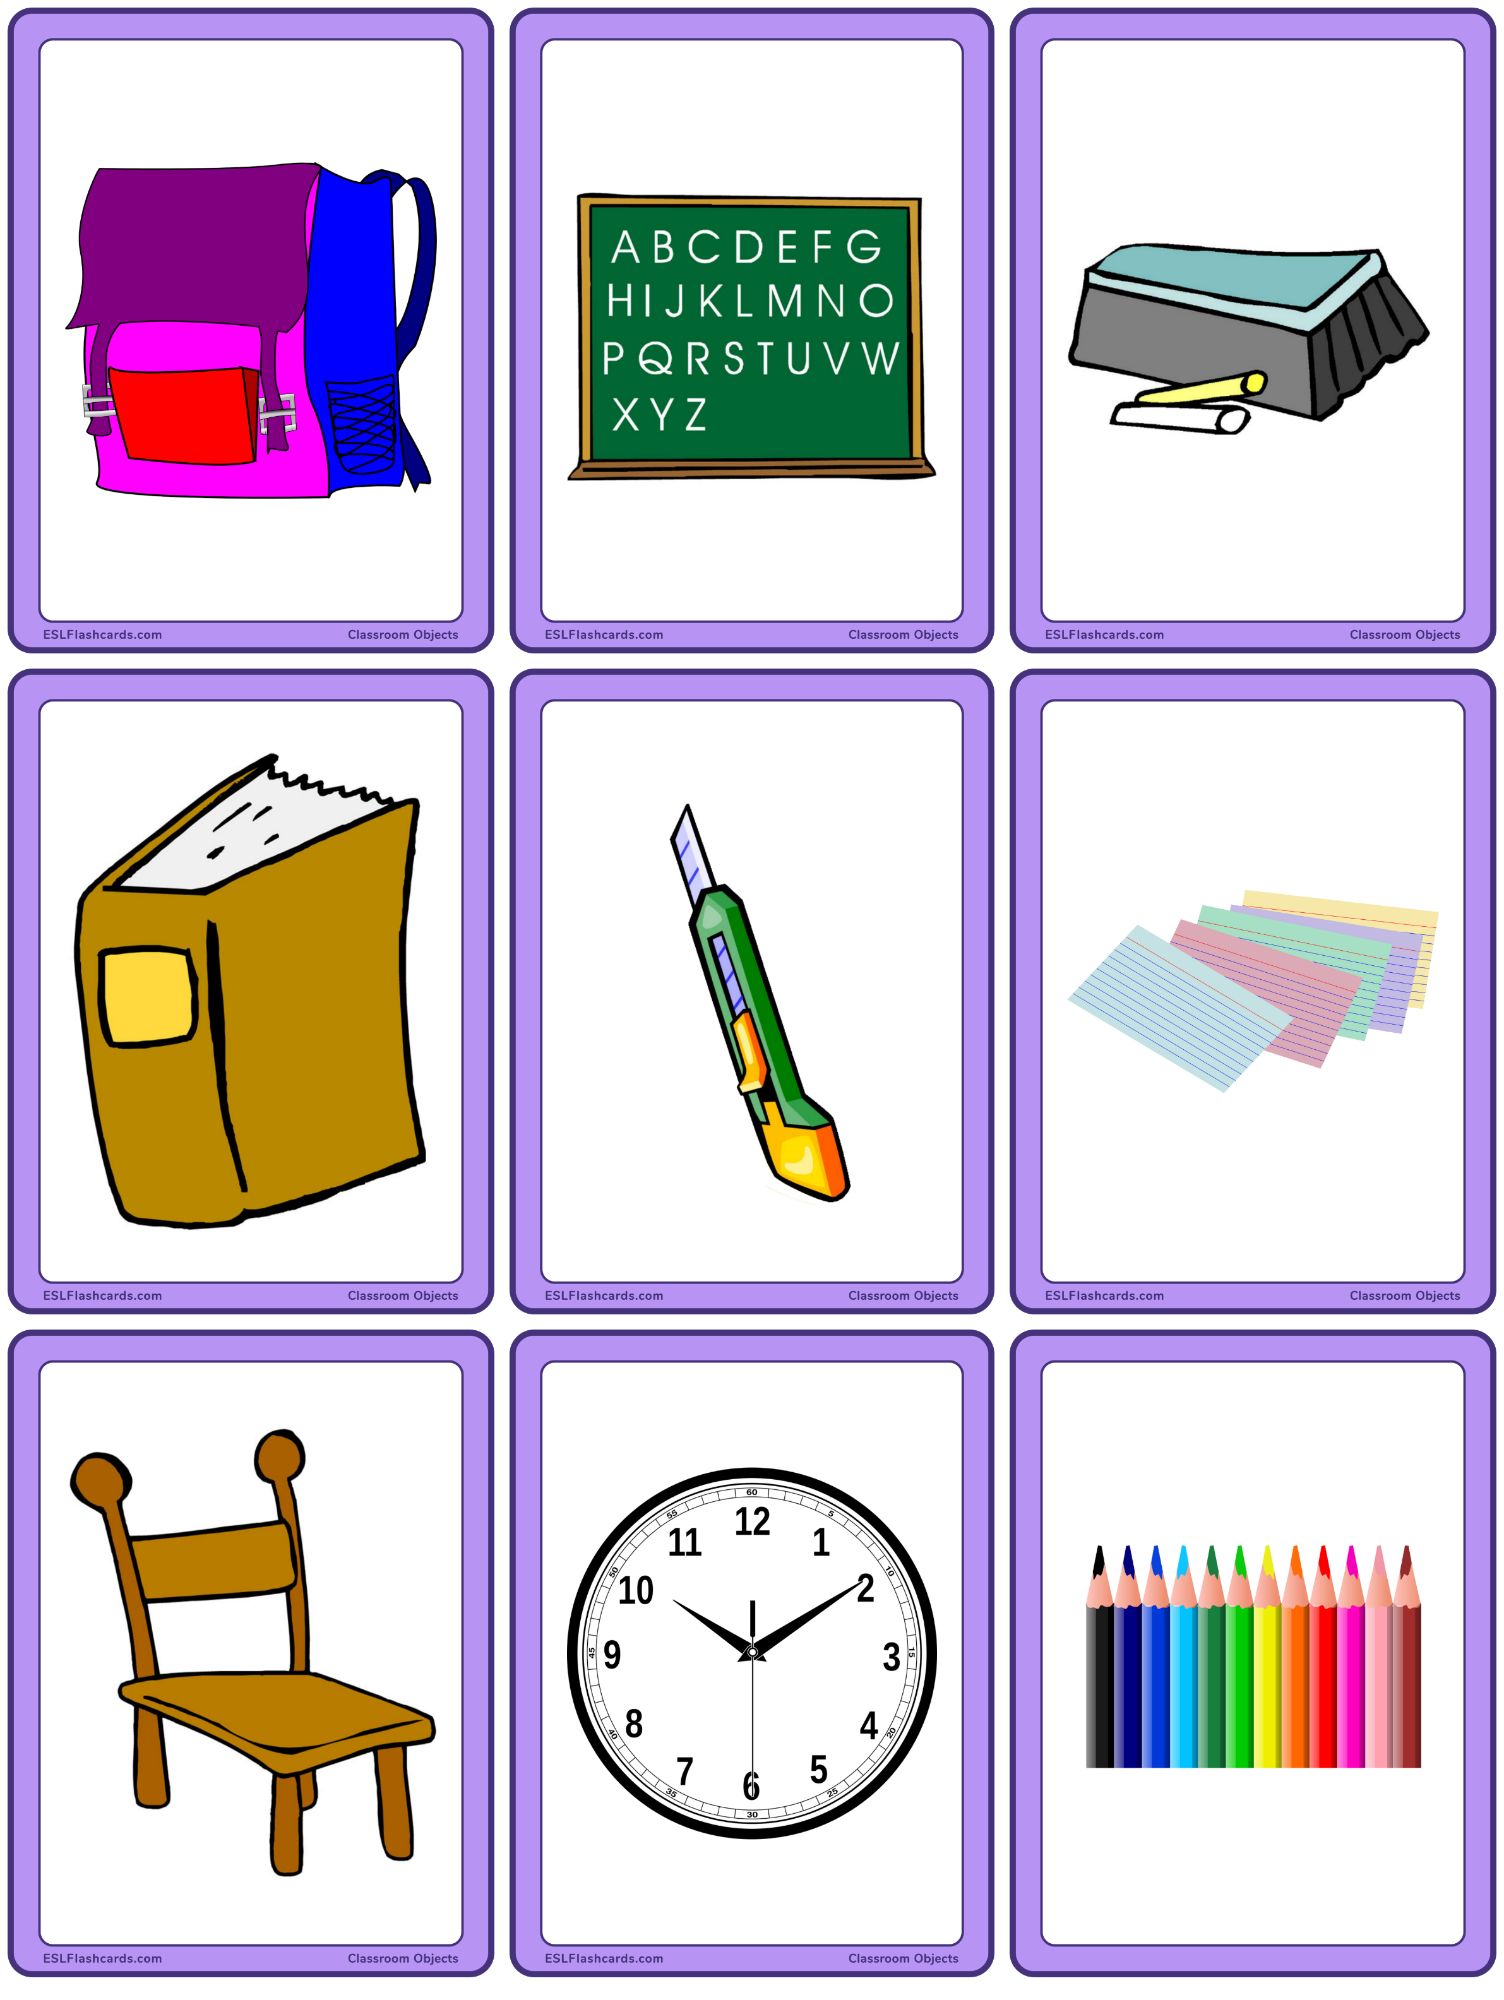 A B C D E F G
H I J K L M N O
P Q R S T U V W
X Y Z
ESLFlashcards.com Classroom Objects
ESLFlashcards.com Classroom Objects
ESLFlashcards.com Classroom Objects
ESLFlashcards.com Classroom Objects
ESLFlashcards.com Classroom Objects
ESLFlashcards.com Classroom Objects
60
55 5
12
11 1
50 10
10 2
45 9 3 15
8 4
40 20
7 5
6
35 25
30
ESLFlashcards.com Classroom Objects
ESLFlashcards.com Classroom Objects